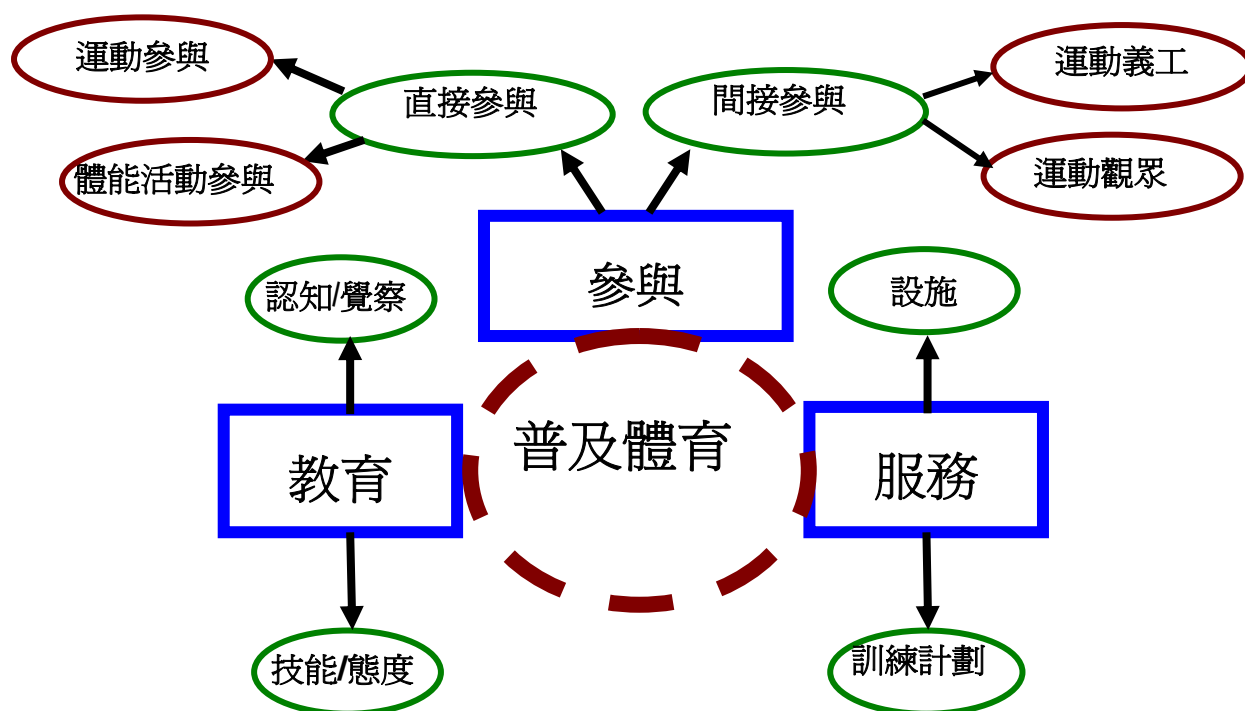 運動參與
直接參與
間接參與
運動義工
體能活動參與
運動觀眾
參與
認知/覺察
設施
普及體育
教育
服務
技能/態度
訓練計劃